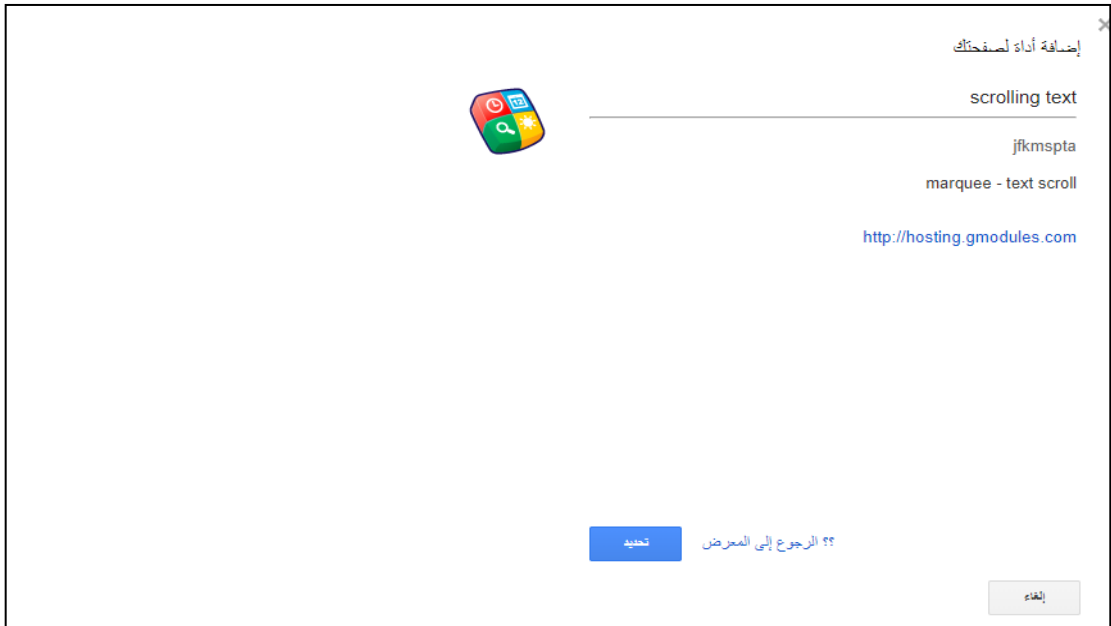 ×
إضافة أداة لصفحتك
scrolling text
jfkmspta
marquee - text scroll
http://hosting.gmodules.com
؟؟ الرجوع إلى المعرض
تحديد
إلغاء